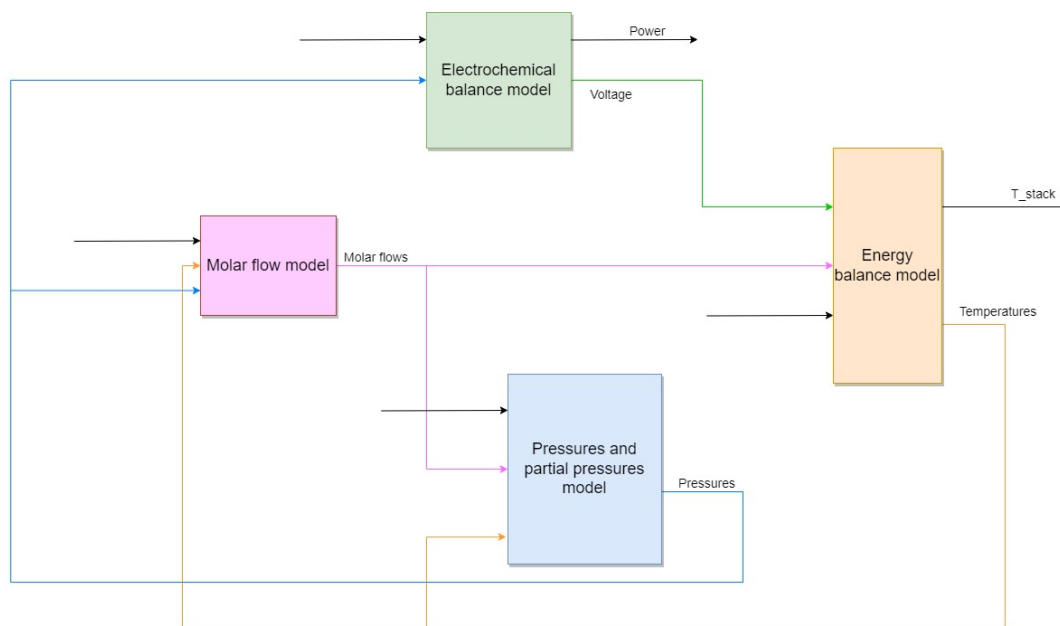 Power
Electrochemical
balance model
Voltage
T_stack
Molar flow model
Molar flows
Energy
balance model
Temperatures
Pressures and
partial pressures
model
Pressures